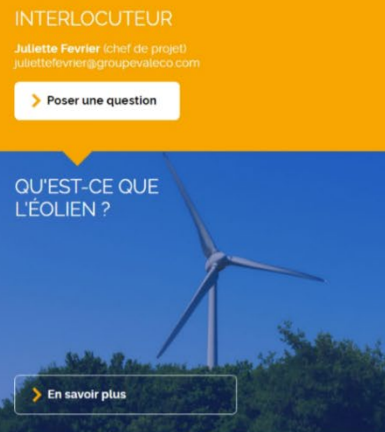 INTERLOCUTEUR
Juliette Fevrier (chef de projet)
juliettefevrier@groupevaleco.com
Poser une question
QU'EST-CE QUE
L'ÉOLIEN ?
En savoir plus